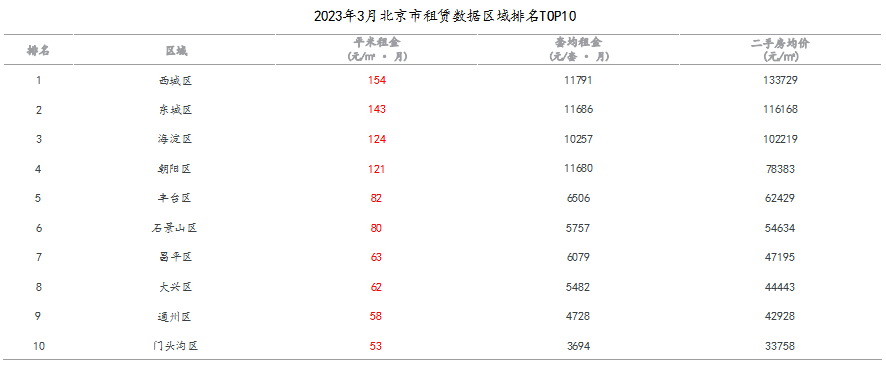 2023年3月北京市租赁数据区域排名TOP10
排名 区域 平米租金 (元/㎡ · 月) 套均租金 (元/套 · 月) 二手房均价 (元/㎡)
1 西城区 154 11791 133729
2 东城区 143 11686 116168
3 海淀区 124 10257 102219
4 朝阳区 121 11680 78383
5 丰台区 82 6506 62429
6 石景山区 80 5757 54634
7 昌平区 63 6079 47195
8 大兴区 62 5482 44443
9 通州区 58 4728 42928
10 门头沟区 53 3694 33758